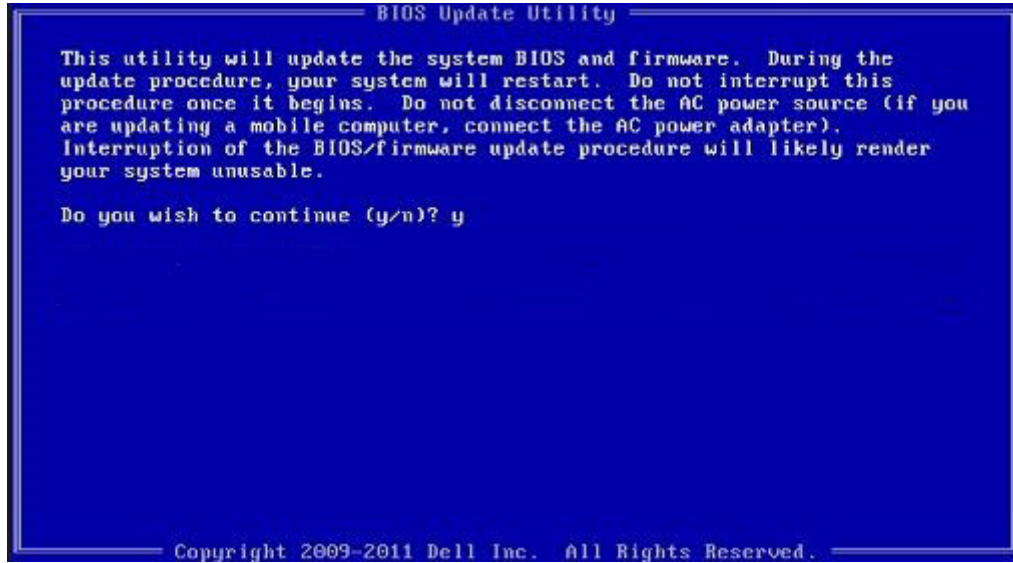 BIOS Update Utility
This utility will update the system BIOS and firmware. During the
update procedure, your system will restart. Do not interrupt this
procedure once it begins. Do not disconnect the AC power source (if you
are updating a mobile computer, connect the AC power adapter).
Interruption of the BIOS/firmware update procedure will likely render
your system unusable.
Do you wish to continue (y/n)? y
Copyright 2009-2011 Dell Inc. All Rights Reserved.